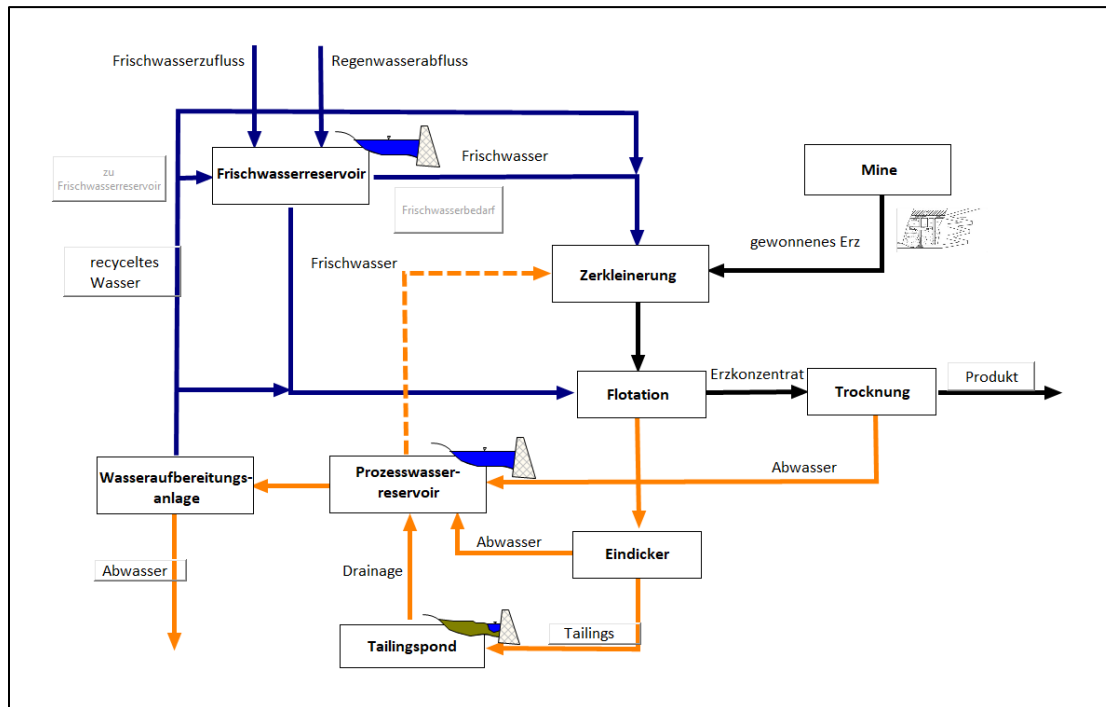 Frischwasserzufluss
Regenwasserabfluss
zu
Frischwasserreservoir
Frischwasserreservoir
Frischwasser
Frischwasserbedarf
Mine
recyceltes
Wasser
Frischwasser
gewonnenes Erz
Zerkleinerung
Flotation
Erzkonzentrat
Trocknung
Produkt
Wasseraufbereitungs-
anlage
Prozesswasser-
reservoir
Abwasser
Abwasser
Eindicker
Abwasser
Drainage
Tailingspond
Tailings